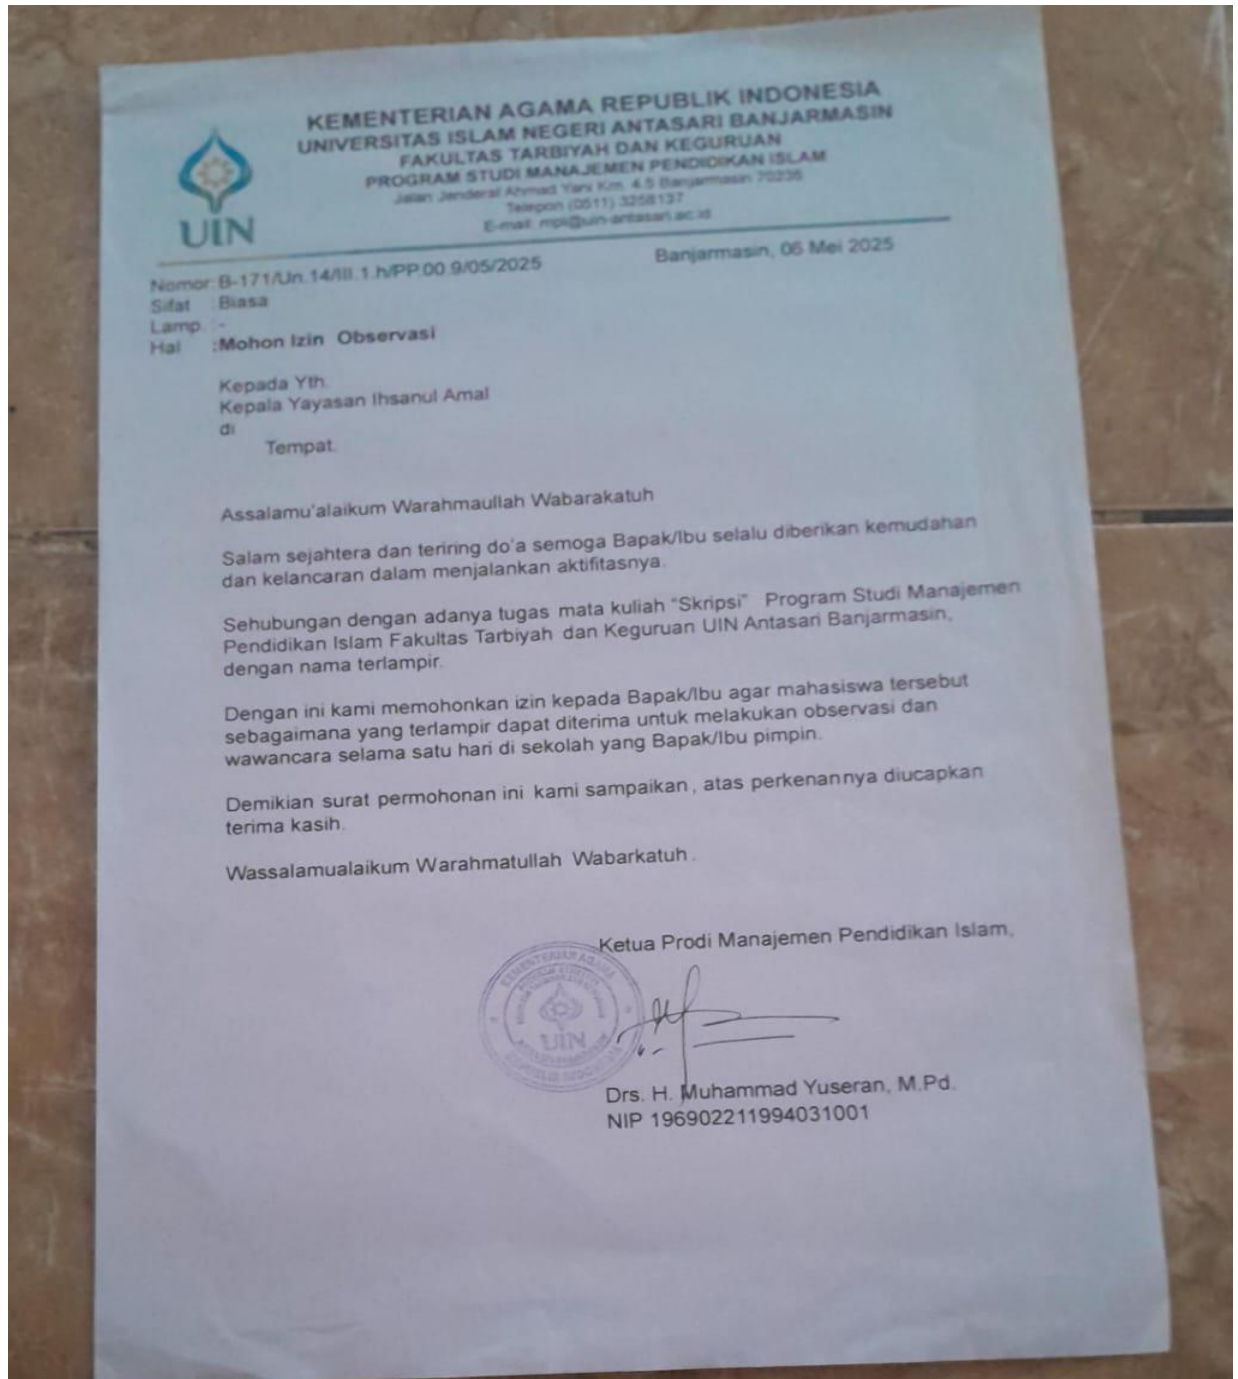 KEMENTERIAN AGAMA REPUBLIK INDONESIA
UNIVERSITAS ISLAM NEGERI ANTASARI BANJARMASIN
FAKULTAS TARBIYAH DAN KEGURUAN
PROGRAM STUDI MANAJEMEN PENDIDIKAN ISLAM
Jalan Jenderal Ahmad Yani Km. 4.5 Banjarmasin 70235
Telepon (0511) 3258137
E-mail: mpi@uin-antasari.ac.id
UIN
Nomor: B-171/Un.14/III.1.h/PP.00.9/05/2025 Banjarmasin, 06 Mei 2025
Sifat : Biasa
Lamp. : -
Hal :Mohon Izin Observasi
Kepada Yth.
Kepala Yayasan Ihsanul Amal
di
Tempat.
Assalamu'alaikum Warahmaullah Wabarakatuh
Salam sejahtera dan teriring do'a semoga Bapak/Ibu selalu diberikan kemudahan
dan kelancaran dalam menjalankan aktifitasnya.
Sehubungan dengan adanya tugas mata kuliah "Skripsi" Program Studi Manajemen
Pendidikan Islam Fakultas Tarbiyah dan Keguruan UIN Antasari Banjarmasin,
dengan nama terlampir.
Dengan ini kami memohonkan izin kepada Bapak/Ibu agar mahasiswa tersebut
sebagaimana yang terlampir dapat diterima untuk melakukan observasi dan
wawancara selama satu hari di sekolah yang Bapak/Ibu pimpin.
Demikian surat permohonan ini kami sampaikan, atas perkenannya diucapkan
terima kasih.
Wassalamualaikum Warahmatullah Wabarkatuh.
Ketua Prodi Manajemen Pendidikan Islam,
KEMENTERIAN AGAMA
UIN
Drs. H. Muhammad Yuseran, M.Pd.
NIP 196902211994031001